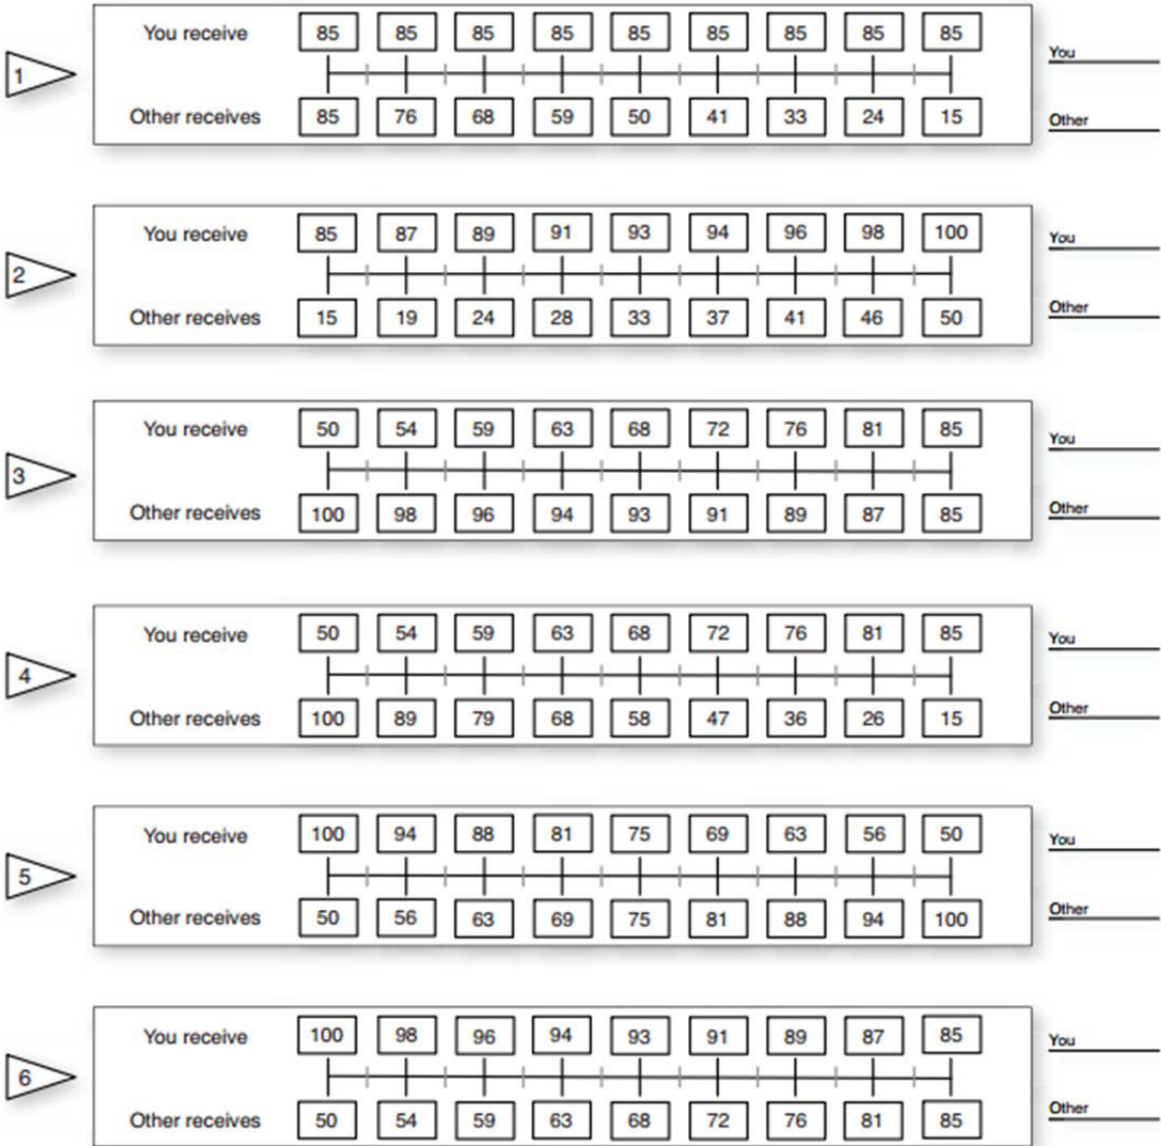 You receive 85 85 85 85 85 85 85 85 85
You
1
Other receives 85 76 68 59 50 41 33 24 15
Other
You receive 85 87 89 91 93 94 96 98 100
You
2
Other receives 15 19 24 28 33 37 41 46 50
Other
You receive 50 54 59 63 68 72 76 81 85
You
3
Other receives 100 98 96 94 93 91 89 87 85
Other
You receive 50 54 59 63 68 72 76 81 85
You
4
Other receives 100 89 79 68 58 47 36 26 15
Other
You receive 100 94 88 81 75 69 63 56 50
You
5
Other receives 50 56 63 69 75 81 88 94 100
Other
You receive 100 98 96 94 93 91 89 87 85
You
6
Other receives 50 54 59 63 68 72 76 81 85
Other